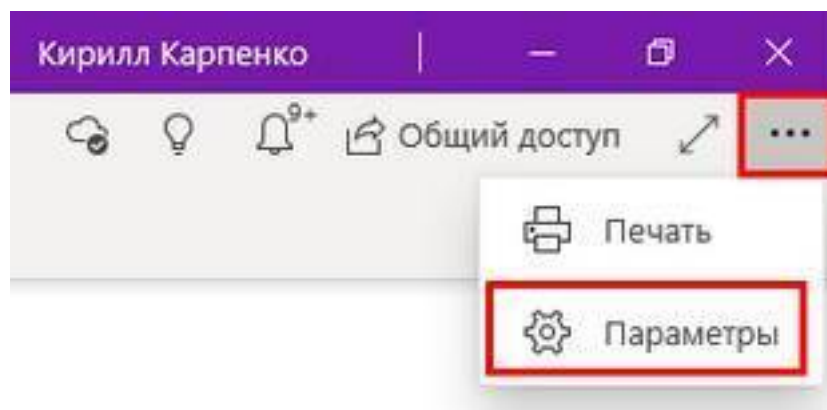 Кирилл Карпенко
9+
Общий доступ
Печать
Параметры